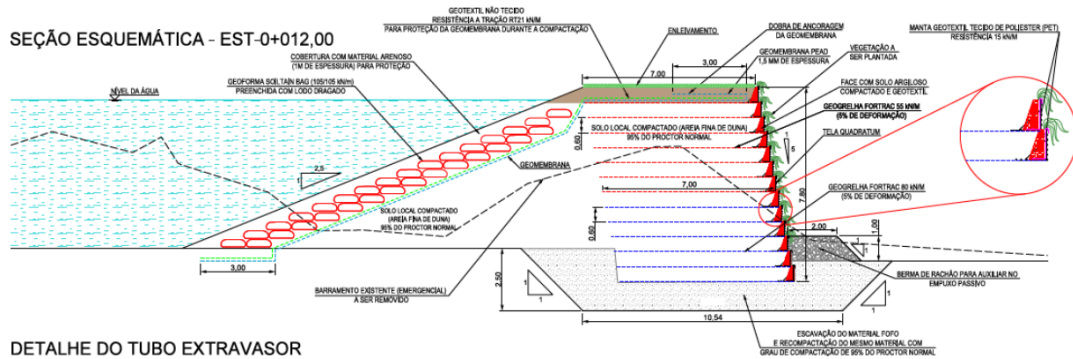 SEÇÃO ESQUEMÁTICA - EST-0+012,00
GEOTEXTIL NÃO TECIDO
RESISTÊNCIA A TRAÇÃO RT21 kN/M
PARA PROTEÇÃO DA GEOMEMBRANA DURANTE A COMPACTAÇÃO
ENLEIVAMENTO
DOBRA DE ANCORAGEM
DA GEOMEMBRANA
MANTA GEOTEXTIL TECIDO DE POLIESTER (PET)
RESISTÊNCIA 15 kN/M
COBERTURA COM MATERIAL ARENOSO
(1M DE ESPESSURA) PARA PROTEÇÃO
GEOMEMBRANA PEAD
1,5 MM DE ESPESSURA
VEGETAÇÃO A
SER PLANTADA
3,00
7,00
GEOFORMA SOILTAIN BAG (105/105 kN/m)
PREENCHIDA COM LODO DRAGADO
NÍVEL DA ÁGUA
FACE COM SOLO ARGILOSO
COMPACTADO E GEOTEXTIL
GEOGRELHA FORTRAC 55 kN/M
(5% DE DEFORMAÇÃO)
SOLO LOCAL COMPACTADO (AREIA FINA DE DUNA)
95% DO PROCTOR NORMAL
0,60
1
5
TELA QUADRATUM
GEOMEMBRANA
2,5
1
7,00
7,80
GEOGRELHA FORTRAC 80 kN/M
(5% DE DEFORMAÇÃO)
SOLO LOCAL COMPACTADO
(AREIA FINA DE DUNA)
95% DO PROCTOR NORMAL
0,60
2,00
1,00
1
1
3,00
2,50
1
1
BARRAMENTO EXISTENTE (EMERGENCIAL)
A SER REMOVIDO
1
1
BERMA DE RACHÃO PARA AUXILIAR NO
EMPUXO PASSIVO
10,54
ESCAVAÇÃO DO MATERIAL FOFO
E RECOMPACTAÇÃO DO MESMO MATERIAL COM
GRAU DE COMPACTAÇÃO DE 95% DO PROCTOR NORMAL
DETALHE DO TUBO EXTRAVASOR